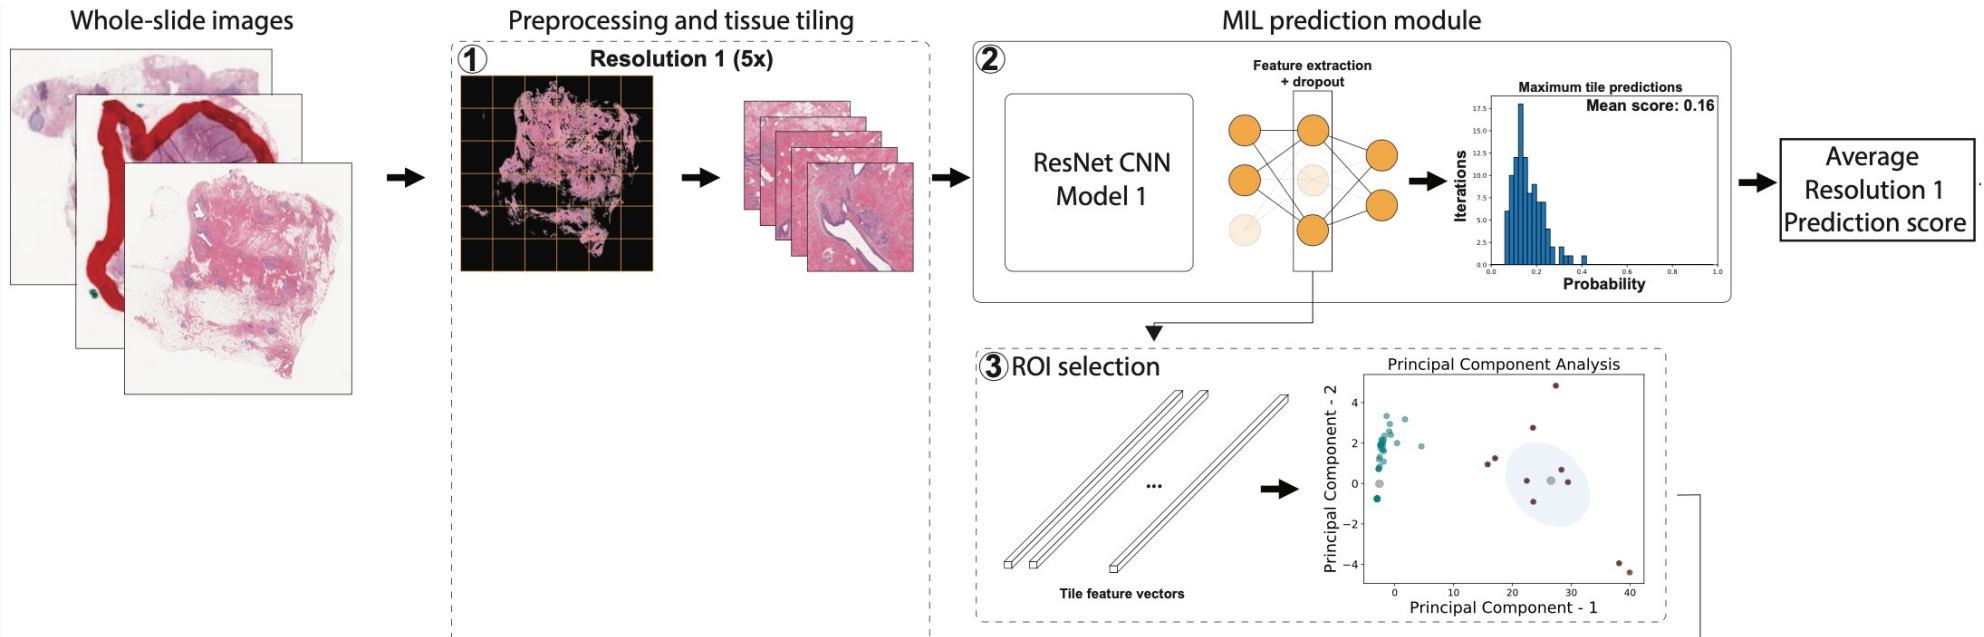 Whole-slide images
Preprocessing and tissue tiling
MIL prediction module
1
Resolution 1 (5x)
2
Feature extraction
+ dropout
ResNet CNN
Model 1
Maximum tile predictions
Mean score: 0.16
Iterations
17.5
15.0
12.5
10.0
7.5
5.0
2.5
0.0
0.0 0.2 0.4 0.6 0.8 1.0
Probability
Average
Resolution 1
Prediction score
3 ROI selection
...
Tile feature vectors
Principal Component Analysis
Principal Component - 2
4
2
0
−2
−4
0 10 20 30 40
Principal Component - 1